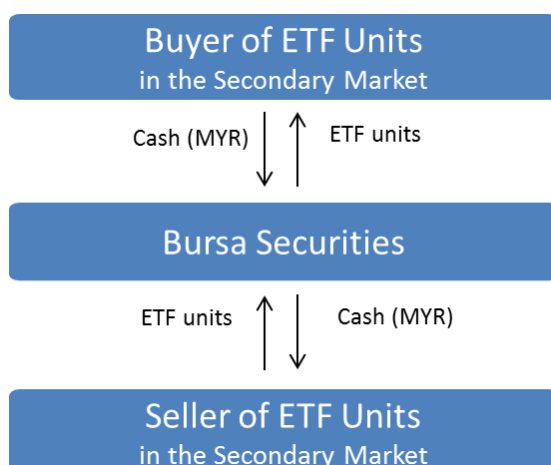 Buyer of ETF Units
in the Secondary Market
Cash (MYR)
ETF units
Bursa Securities
ETF units
Cash (MYR)
Seller of ETF Units
in the Secondary Market